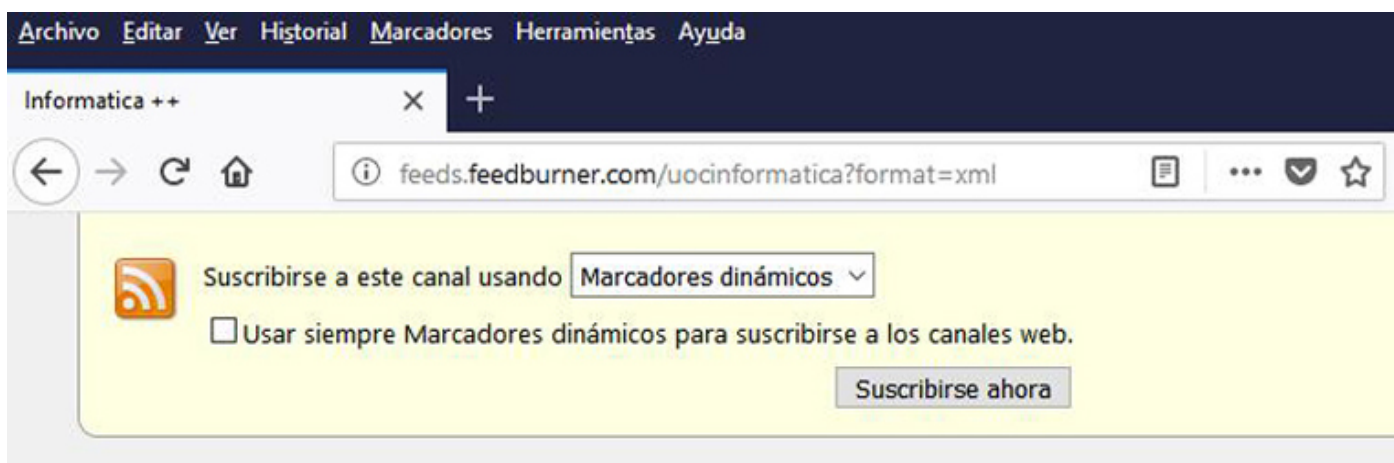 Archivo Editar Ver Historial Marcadores Herramientas Ayuda
Informatica ++
feeds.feedburner.com/uocinformatica?format=xml
Suscribirse a este canal usando Marcadores dinámicos
Usar siempre Marcadores dinámicos para suscribirse a los canales web.
Suscribirse ahora